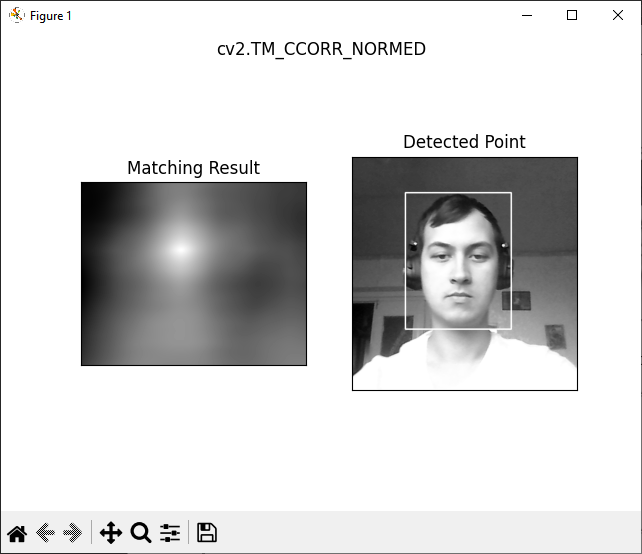 Figure 1
cv2.TM_CCORR_NORMED
Detected Point
Matching Result